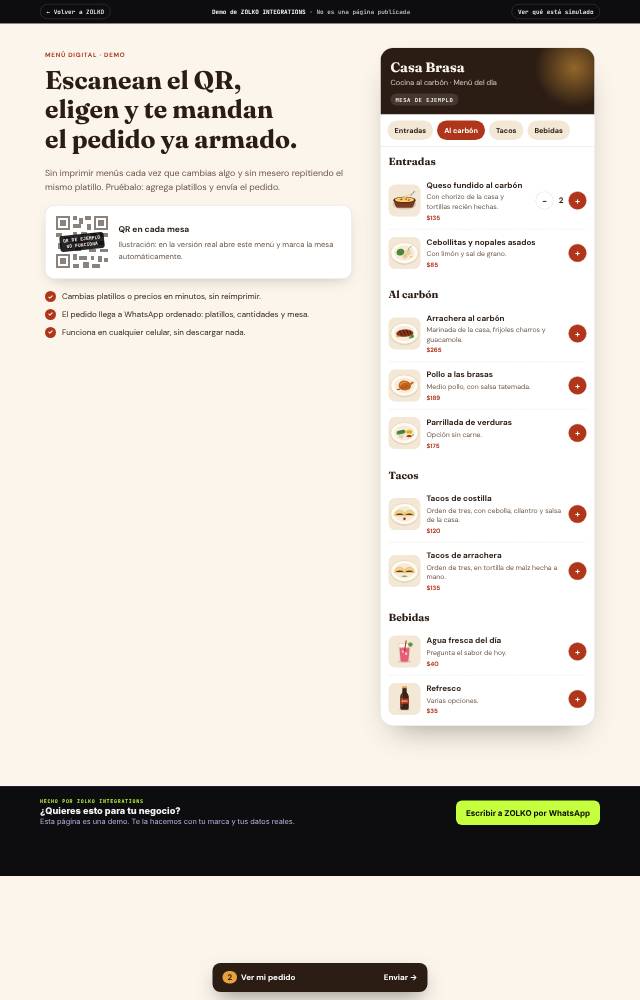 ← Volver a ZOLKO
Demo de ZOLKO INTEGRATIONS · No es una página publicada
Ver qué está simulado
MENÚ DIGITAL · DEMO
Escanean el QR,
eligen y te mandan
el pedido ya armado.
Sin imprimir menús cada vez que cambias algo y sin mesero repitiendo el
mismo platillo. Pruébalo: agrega platillos y envía el pedido.
QR DE EJEMPLO
NO FUNCIONA
QR en cada mesa
Ilustración: en la versión real abre este menú y marca la mesa
automáticamente.
Cambias platillos o precios en minutos, sin reimprimir.
El pedido llega a WhatsApp ordenado: platillos, cantidades y mesa.
Funciona en cualquier celular, sin descargar nada.
Casa Brasa
Cocina al carbón · Menú del día
MESA DE EJEMPLO
Entradas
Al carbón
Tacos
Bebidas
Entradas
Queso fundido al carbón
Con chorizo de la casa y
tortillas recién hechas.
$135
− 2 +
Cebollitas y nopales asados
Con limón y sal de grano.
$85
+
Al carbón
Arrachera al carbón
Marinada de la casa, frijoles charros y
guacamole.
$265
+
Pollo a las brasas
Medio pollo, con salsa tatemada.
$189
+
Parrillada de verduras
Opción sin carne.
$175
+
Tacos
Tacos de costilla
Orden de tres, con cebolla, cilantro y salsa
de la casa.
$120
+
Tacos de arrachera
Orden de tres, en tortilla de maíz hecha a
mano.
$135
+
Bebidas
Agua fresca del día
Pregunta el sabor de hoy.
$40
+
Refresco
Varias opciones.
$35
+
HECHO POR ZOLKO INTEGRATIONS
¿Quieres esto para tu negocio?
Esta página es una demo. Te la hacemos con tu marca y tus datos reales.
Escribir a ZOLKO por WhatsApp
2 Ver mi pedido
Enviar →